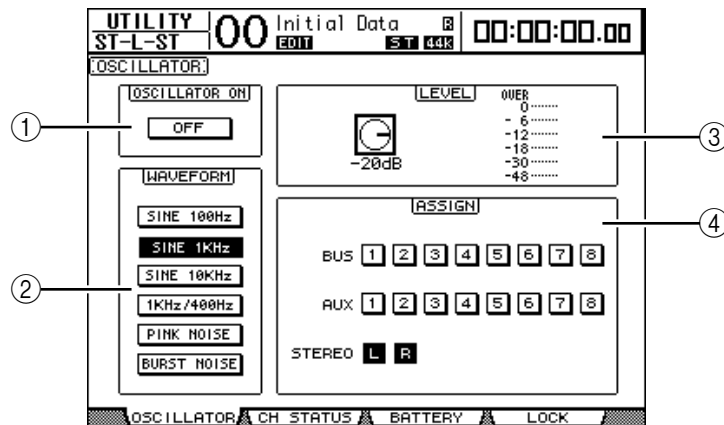 UTILITY
ST-L-ST
00
Initial Data
R
EDIT
ST
44K
00:00:00.00
OSCILLATOR
OSCILLATOR ON
OFF
1
WAVEFORM
SINE 100Hz
SINE 1KHz
SINE 10KHz
1KHz/400Hz
PINK NOISE
BURST NOISE
2
LEVEL
-20dB
OVER
0
- 6
-12
-18
-30
-48
3
ASSIGN
BUS 1 2 3 4 5 6 7 8
AUX 1 2 3 4 5 6 7 8
STEREO L R
4
OSCILLATOR CH STATUS BATTERY LOCK